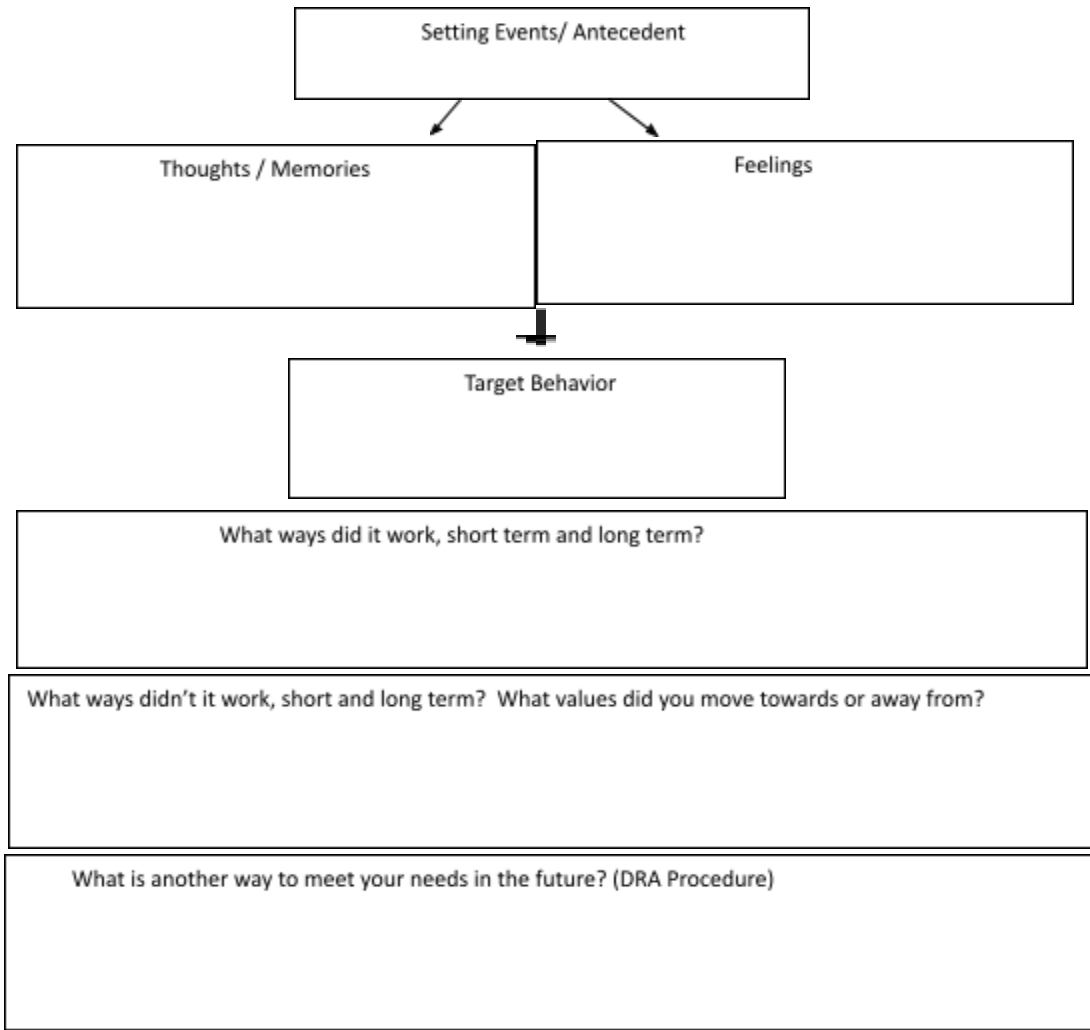 Setting Events/ Antecedent
Thoughts / Memories
Feelings
Target Behavior
What ways did it work, short term and long term?
What ways didn’t it work, short and long term?  What values did you move towards or away from?
What is another way to meet your needs in the future? (DRA Procedure)